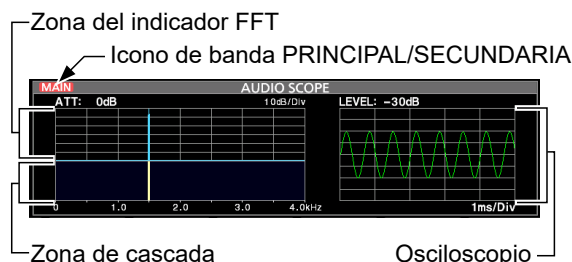 Zona del indicador FFT
Icono de banda PRINCIPAL/SECUNDARIA
MAIN AUDIO SCOPE
ATT: 0dB 10dB/Div LEVEL: -30dB
0 1.0 2.0 3.0 4.0kHz 1ms/Div
Zona de cascada Osciloscopio